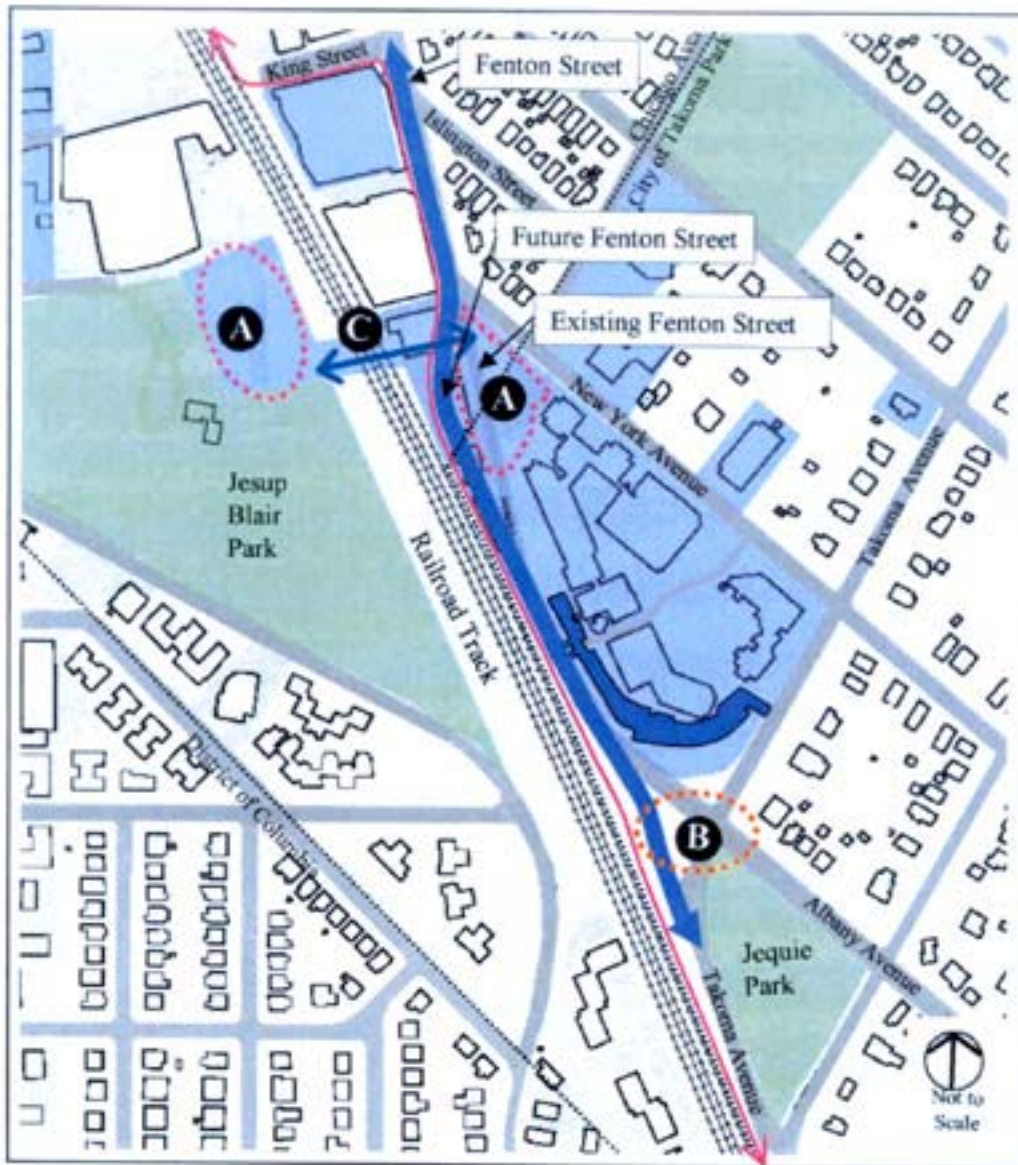 King Street
Fenton Street
Islington Street
Chicago Ave
City of Takoma Park
Future Fenton Street
Existing Fenton Street
A
C
A
New York Avenue
Takoma Avenue
Jesup
Blair
Park
Railroad Track
District of Columbia
B
Albany Avenue
Jequie
Park
Takoma Avenue
Not to
Scale